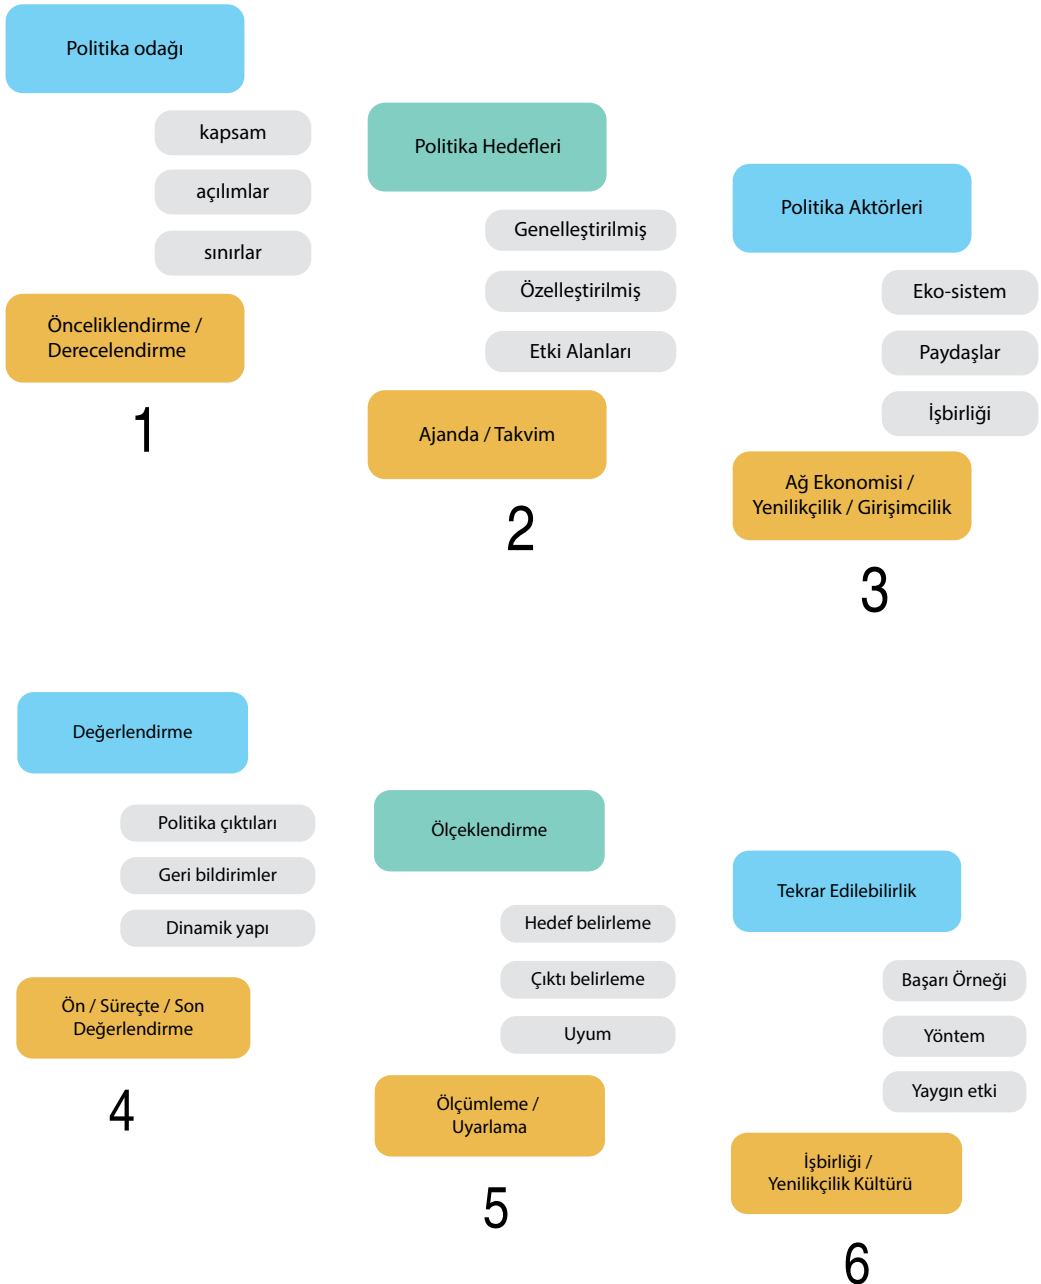 Politika odağı
kapsam
açılımlar
sınırlar
Önceliklendirme /
Derecelendirme
1
Politika Hedefleri
Genelleştirilmiş
Özelleştirilmiş
Etki Alanları
Ajanda / Takvim
2
Politika Aktörleri
Eko-sistem
Paydaşlar
İşbirliği
Ağ Ekonomisi /
Yenilikçilik / Girişimcilik
3
Değerlendirme
Politika çıktıları
Geri bildirimler
Dinamik yapı
Ön / Süreçte / Son
Değerlendirme
4
Ölçeklendirme
Hedef belirleme
Çıktı belirleme
Uyum
Ölçümleme /
Uyarlama
5
Tekrar Edilebilirlik
Başarı Örneği
Yöntem
Yaygın etki
İşbirliği /
Yenilikçilik Kültürü
6